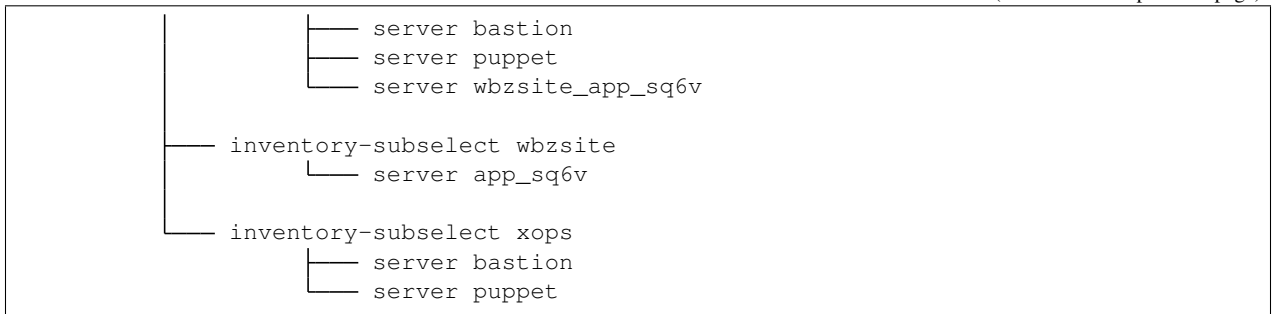 server bastion
server puppet
server wbzsite_app_sq6v
inventory-subselect wbzsite
server app_sq6v
inventory-subselect xops
server bastion
server puppet